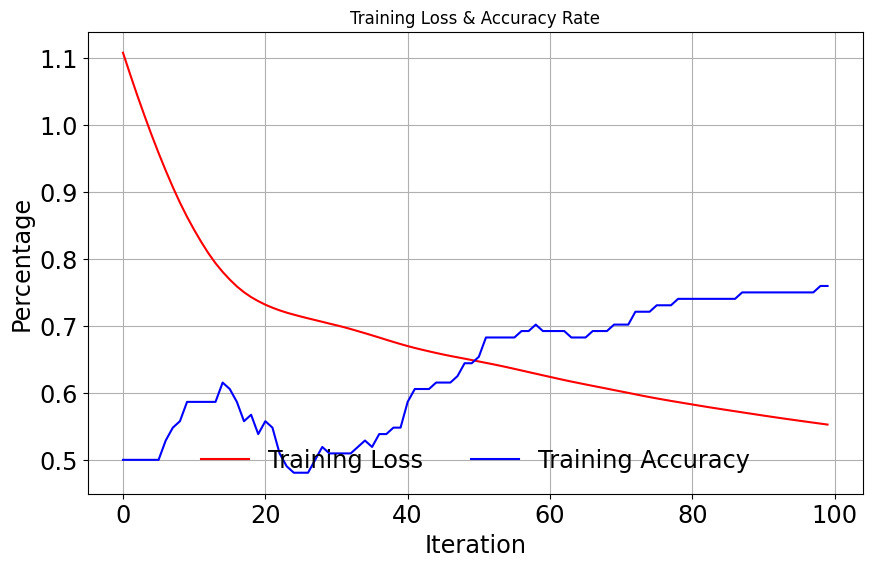 Training Loss & Accuracy Rate
Percentage
1.1
1.0
0.9
0.8
0.7
0.6
0.5
Training Loss
Training Accuracy
0 20 40 60 80 100
Iteration